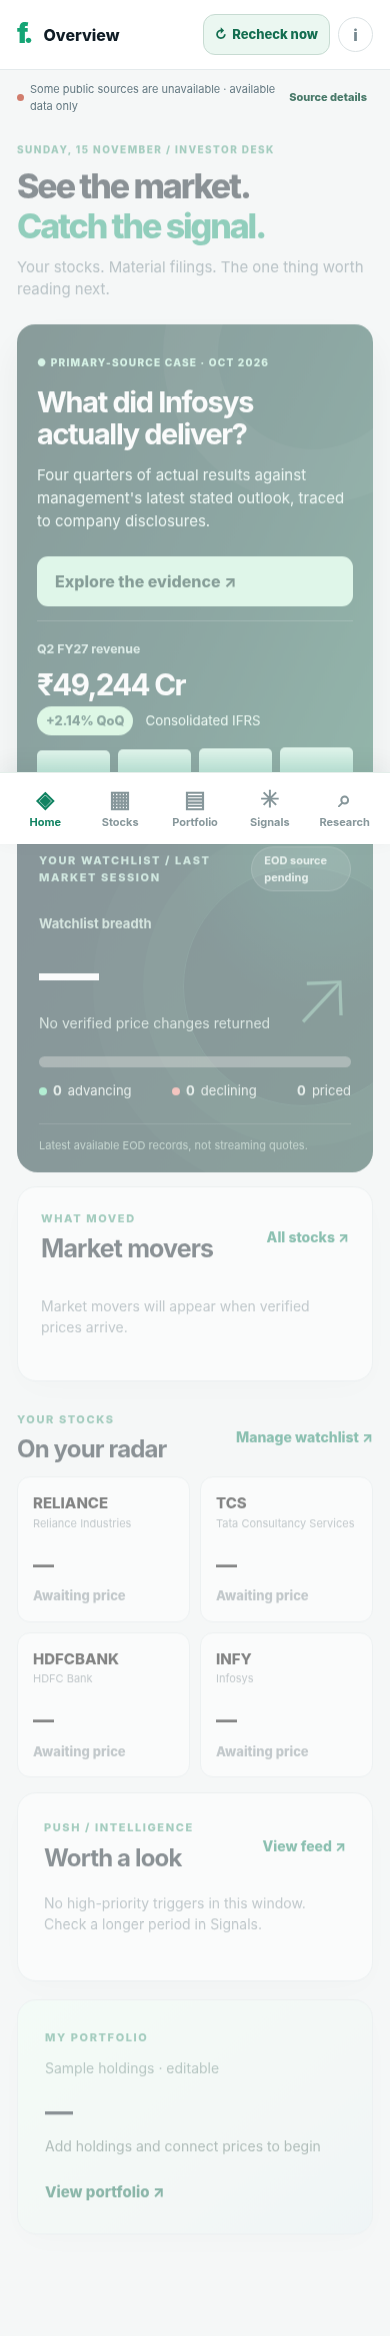 f. Overview ↻ Recheck now i
Some public sources are unavailable · available
data only
Source details
SUNDAY, 15 NOVEMBER / INVESTOR DESK
See the market.
Catch the signal.
Your stocks. Material filings. The one thing worth
reading next.
PRIMARY-SOURCE CASE · OCT 2026
What did Infosys
actually deliver?
Four quarters of actual results against
management's latest stated outlook, traced
to company disclosures.
Explore the evidence ↗
Q2 FY27 revenue
₹49,244 Cr
+2.14% QoQ Consolidated IFRS
Home Stocks Portfolio Signals Research
YOUR WATCHLIST / LAST
MARKET SESSION
EOD source
pending
Watchlist breadth
—
No verified price changes returned
0 advancing 0 declining 0 priced
Latest available EOD records, not streaming quotes.
WHAT MOVED
Market movers
All stocks ↗
Market movers will appear when verified
prices arrive.
YOUR STOCKS
On your radar
Manage watchlist ↗
RELIANCE
Reliance Industries
—
Awaiting price
TCS
Tata Consultancy Services
—
Awaiting price
HDFCBANK
HDFC Bank
—
Awaiting price
INFY
Infosys
—
Awaiting price
PUSH / INTELLIGENCE
Worth a look
View feed ↗
No high-priority triggers in this window.
Check a longer period in Signals.
MY PORTFOLIO
Sample holdings · editable
—
Add holdings and connect prices to begin
View portfolio ↗